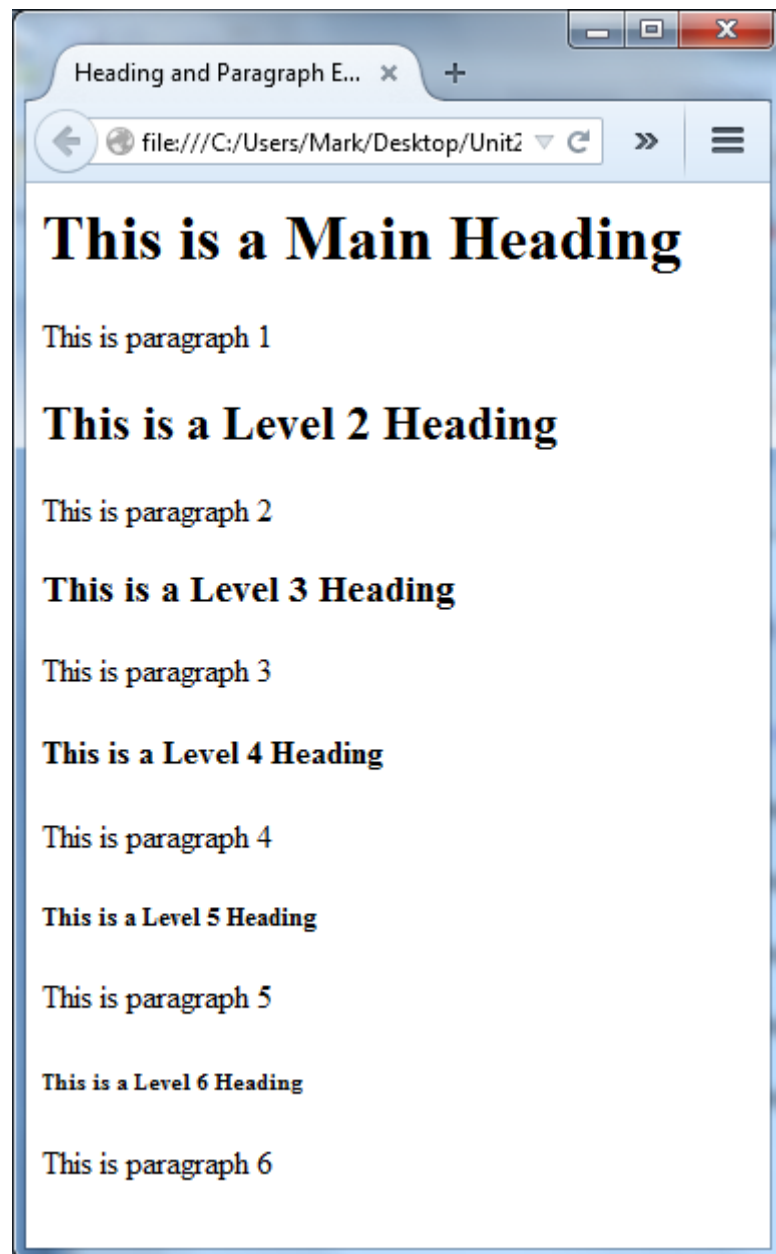 Heading and Paragraph E...
file:///C:/Users/Mark/Desktop/Unit2
This is a Main Heading
This is paragraph 1
This is a Level 2 Heading
This is paragraph 2
This is a Level 3 Heading
This is paragraph 3
This is a Level 4 Heading
This is paragraph 4
This is a Level 5 Heading
This is paragraph 5
This is a Level 6 Heading
This is paragraph 6